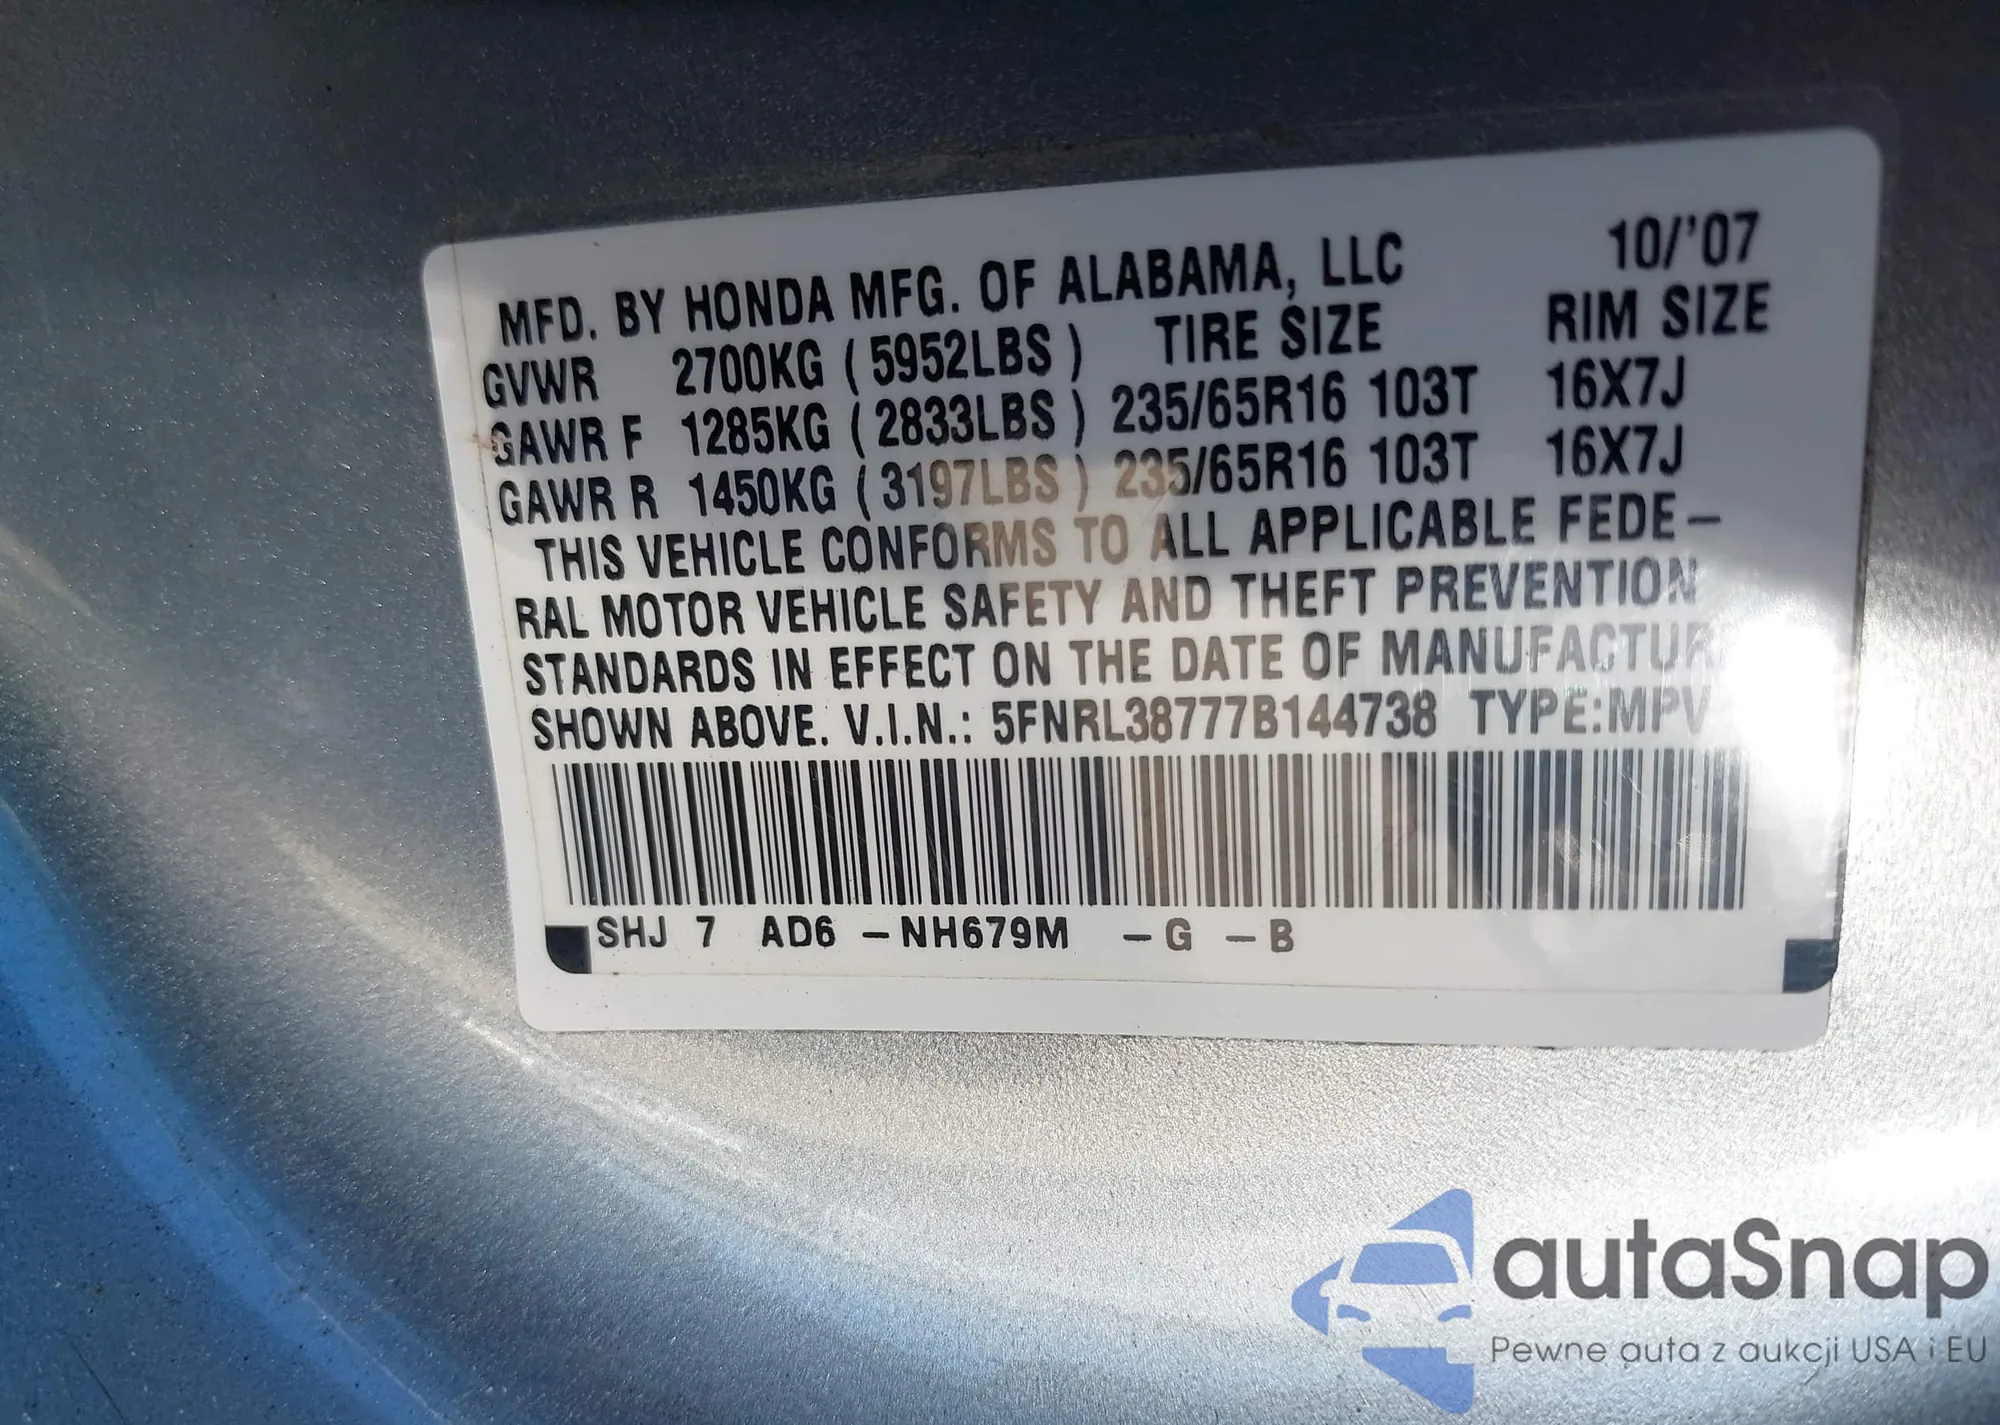 MFD. BY HONDA MFG. OF ALABAMA, LLC 10/'07
GVWR 2700KG ( 5952LBS ) TIRE SIZE RIM SIZE
GAWR F 1285KG ( 2833LBS ) 235/65R16 103T 16X7J
GAWR R 1450KG ( 3197LBS ) 235/65R16 103T 16X7J
THIS VEHICLE CONFORMS TO ALL APPLICABLE FEDE-
RAL MOTOR VEHICLE SAFETY AND THEFT PREVENTION
STANDARDS IN EFFECT ON THE DATE OF
SHOWN ABOVE. V.I.N.: 5FNRL38777B144738 TYPE:MPV
SHJ 7 AD6 -NH679M -G -B
autaSnap
Pewne auta z aukcji USA i EU